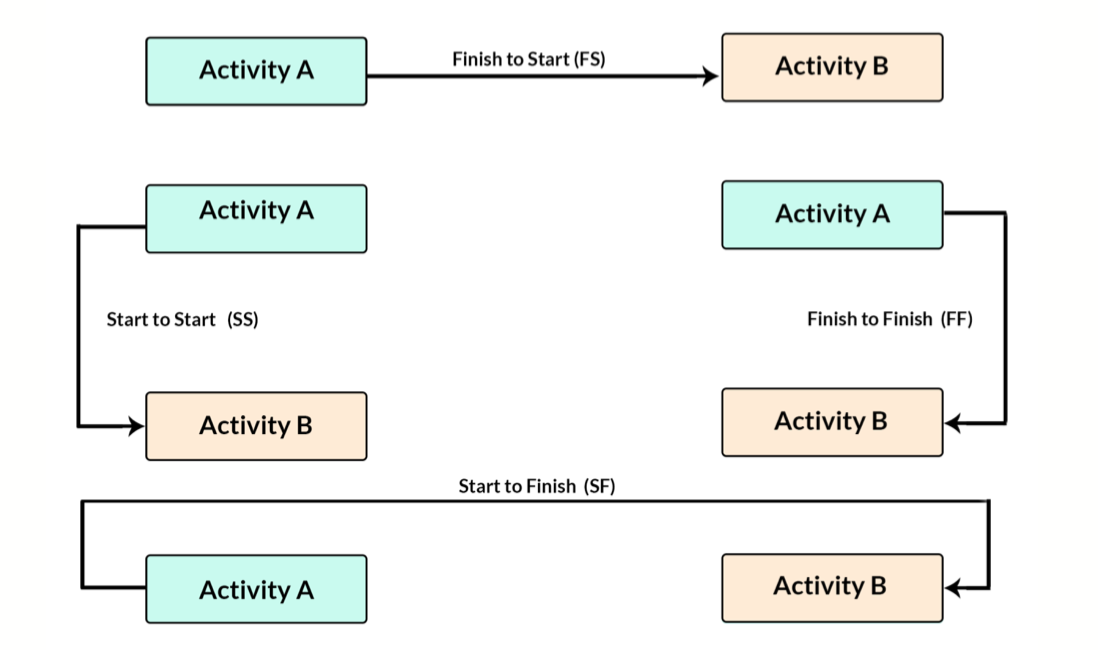 Activity A
Finish to Start (FS)
Activity B
Activity A
Activity A
Start to Start (SS)
Finish to Finish (FF)
Activity B
Activity B
Start to Finish (SF)
Activity A
Activity B